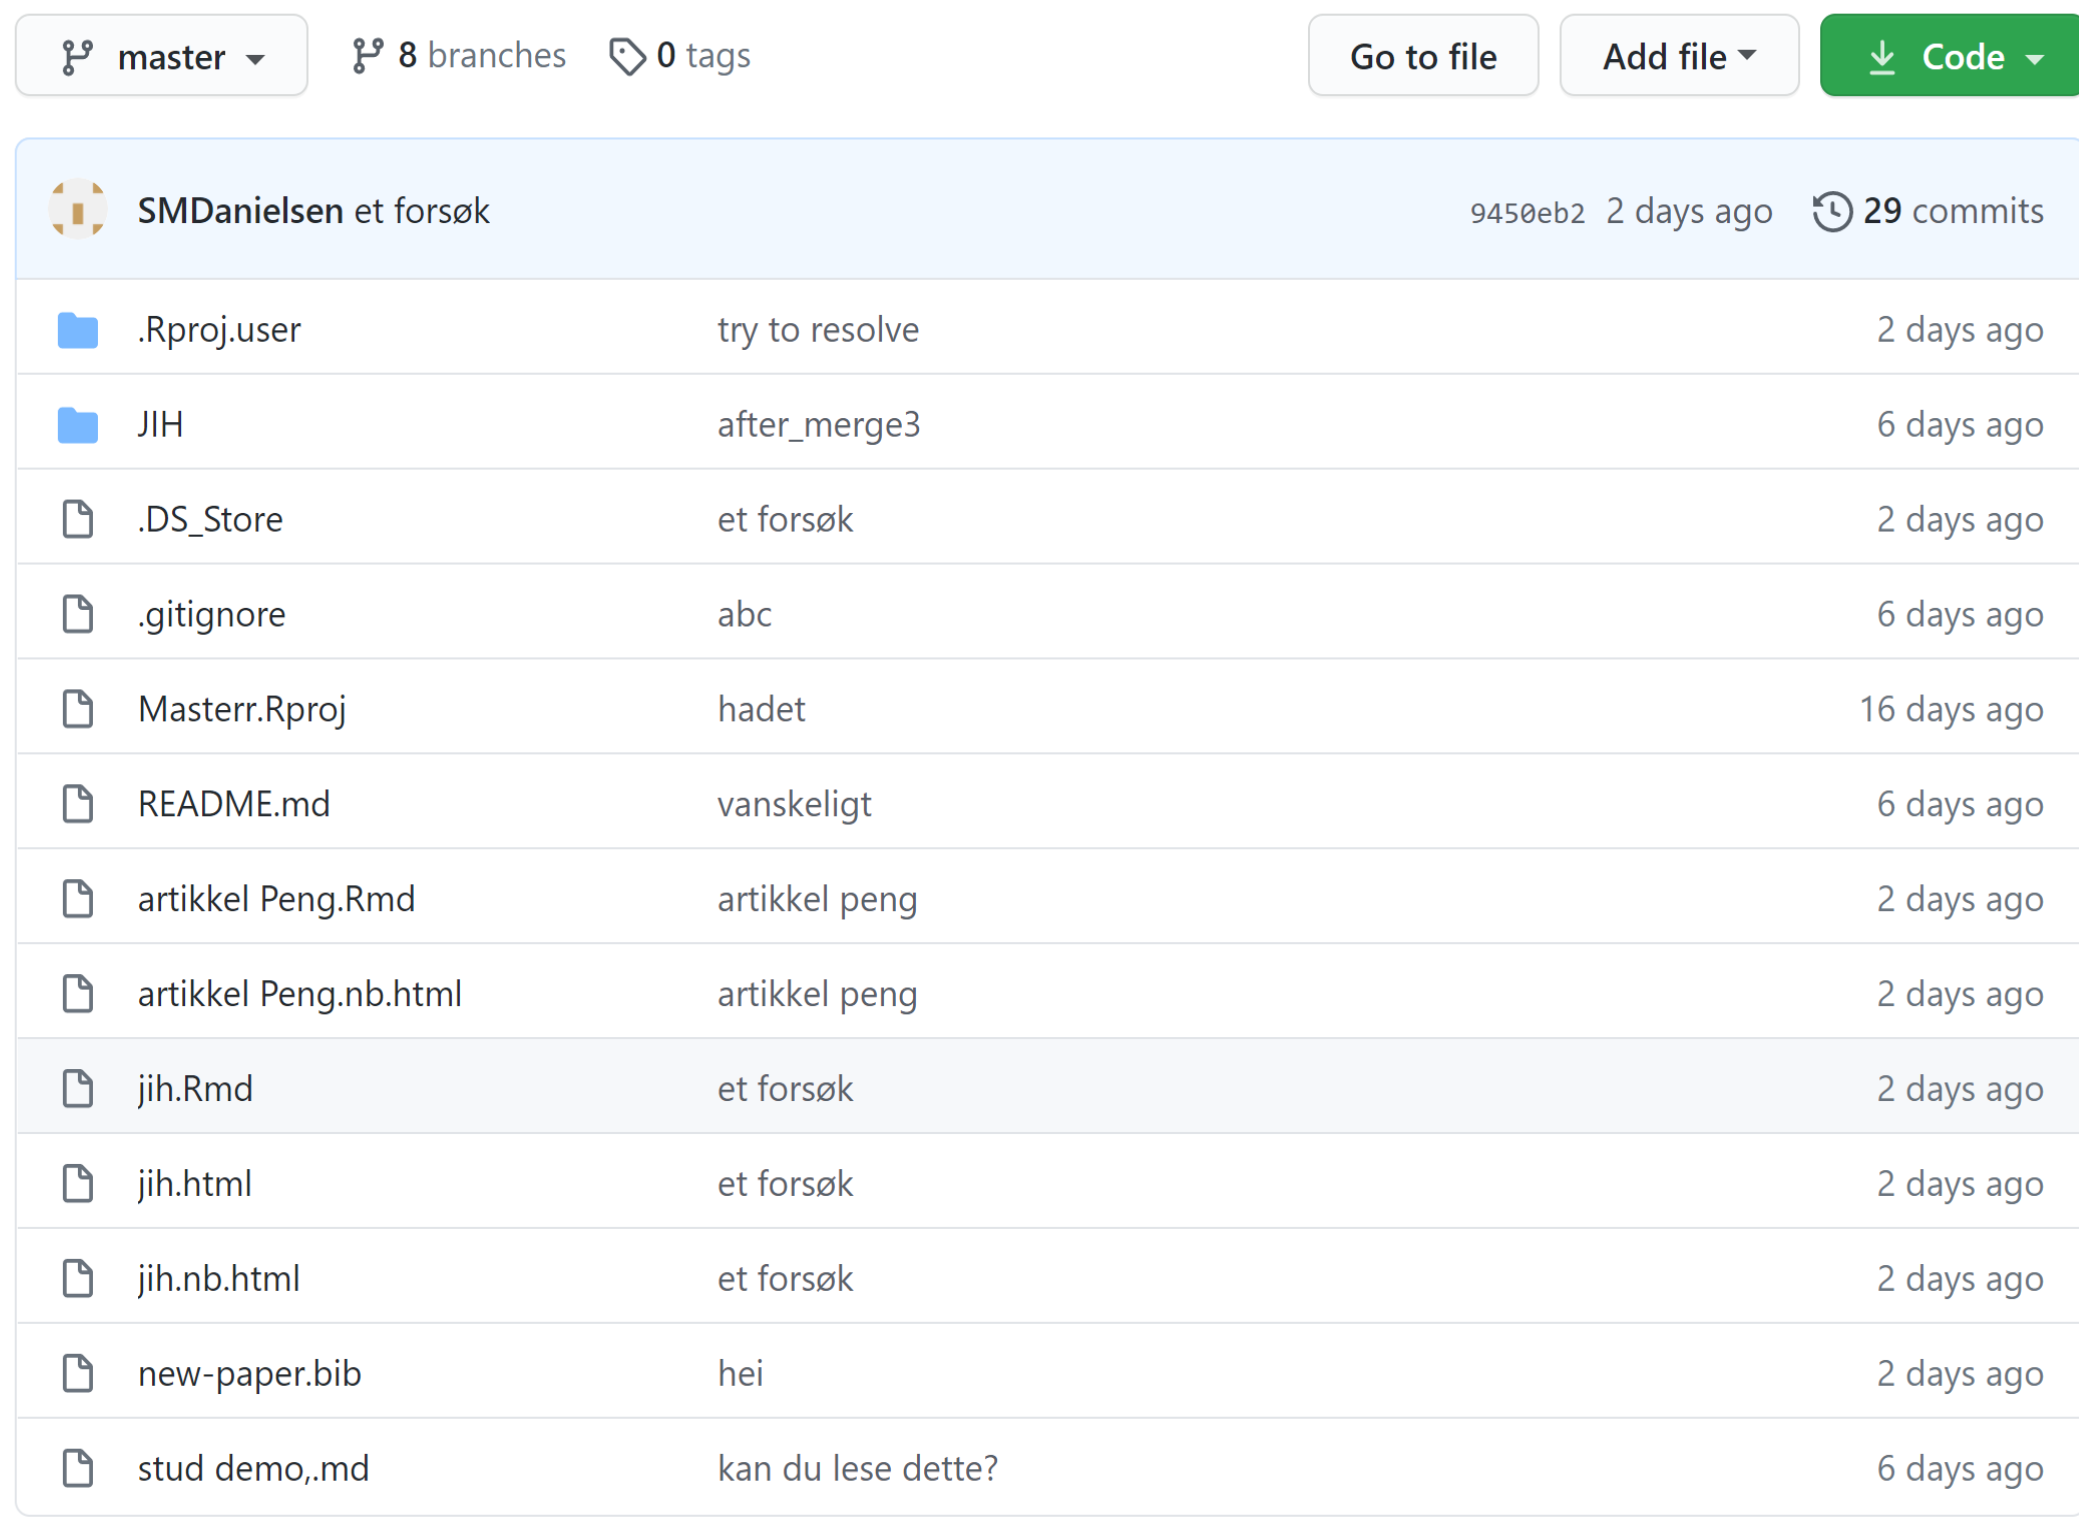 master 8 branches 0 tags Go to file Add file Code
SMDanielsen et forsøk 9450eb2 2 days ago 29 commits
.Rproj.user try to resolve 2 days ago
JIH after_merge3 6 days ago
.DS_Store et forsøk 2 days ago
.gitignore abc 6 days ago
Masterr.Rproj hadet 16 days ago
README.md vanskeligt 6 days ago
artikkel Peng.Rmd artikkel peng 2 days ago
artikkel Peng.nb.html artikkel peng 2 days ago
jih.Rmd et forsøk 2 days ago
jih.html et forsøk 2 days ago
jih.nb.html et forsøk 2 days ago
new-paper.bib hei 2 days ago
stud demo,.md kan du lese dette? 6 days ago